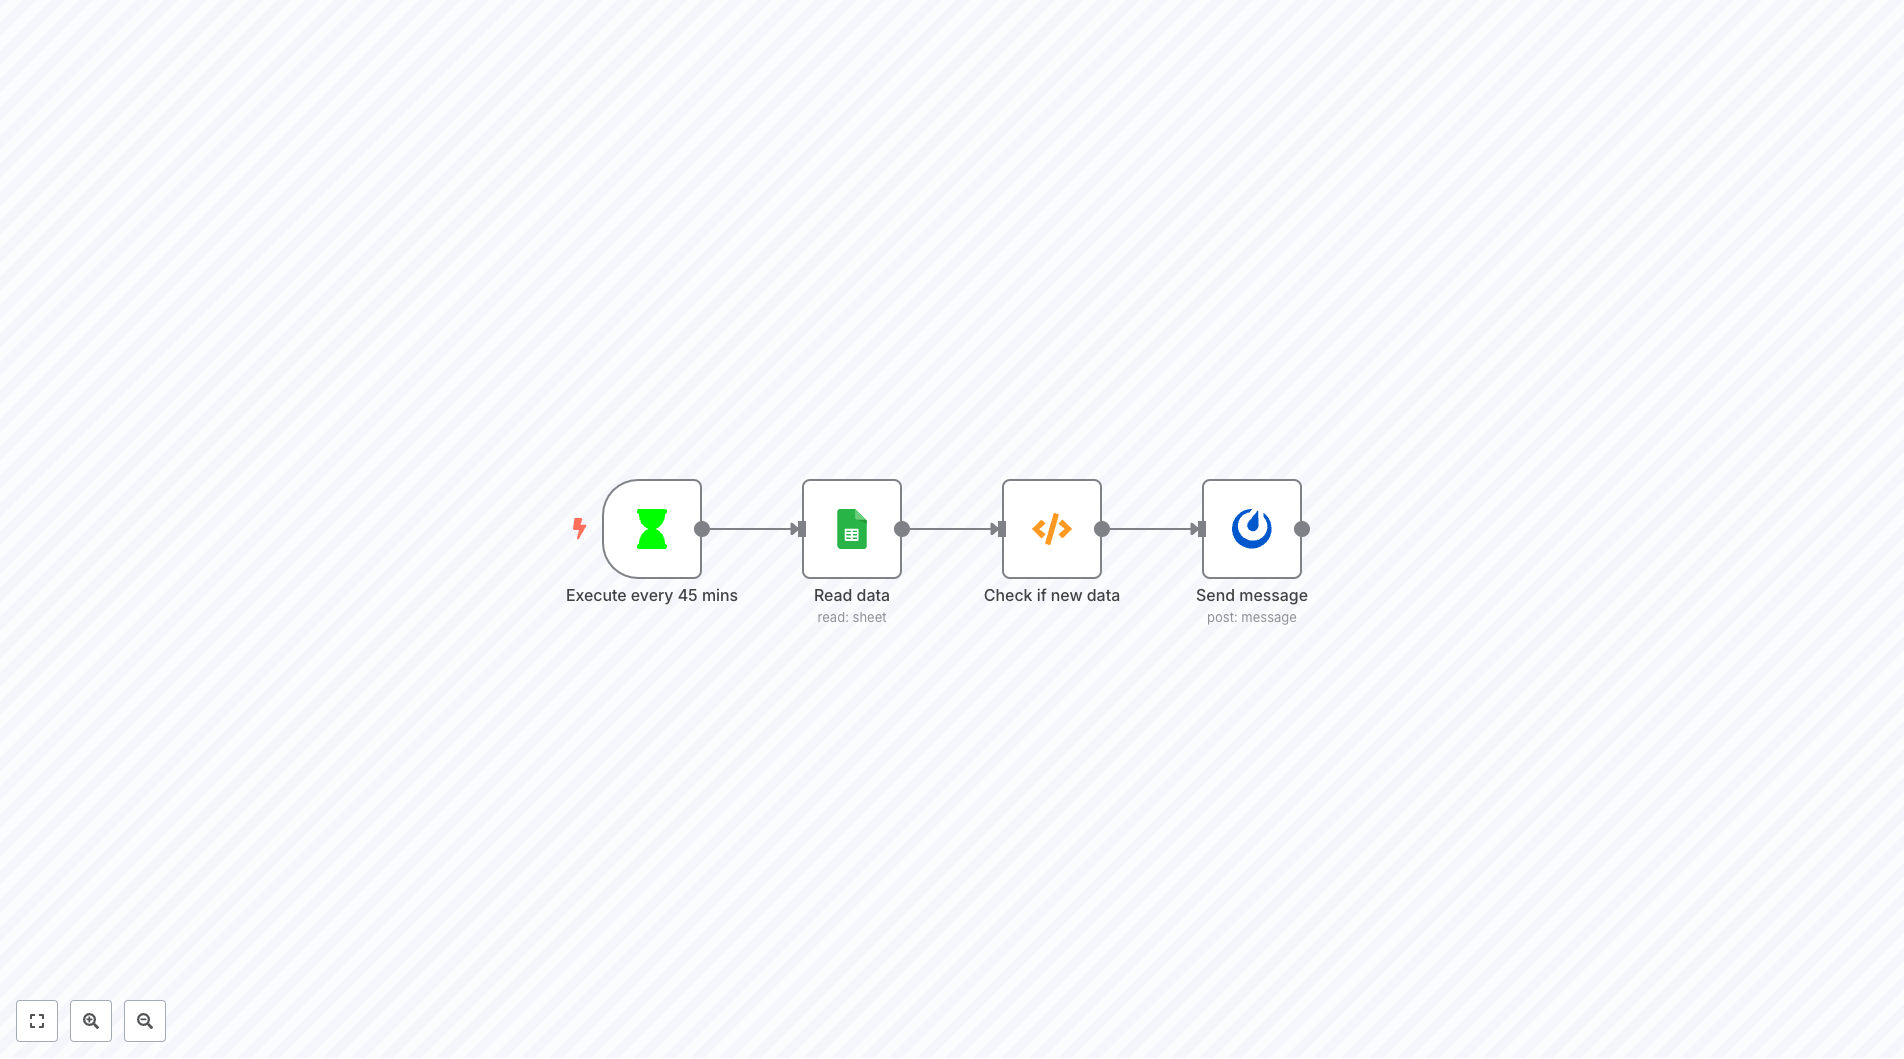 Execute every 45 mins
Read data
read: sheet
Check if new data
Send message
post: message